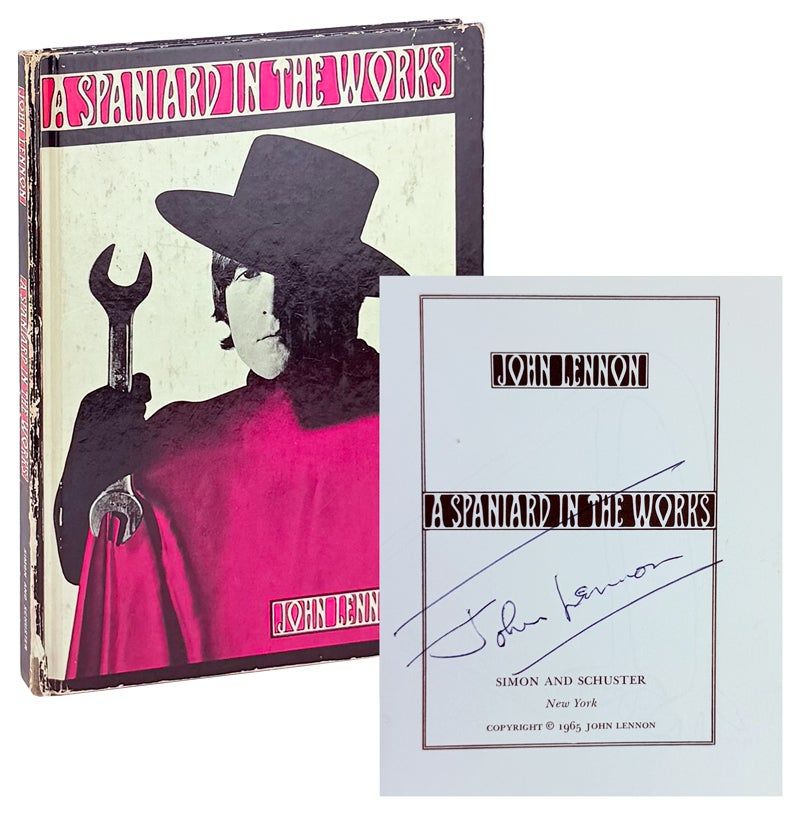 A SPANIARD IN THE WORKS
JOHN LENNON
A SPANIARD IN THE WORKS
SIMON AND SCHUSTER
JOHN LENN
JOHN LENNON
A SPANIARD IN THE WORKS
John Lennon
SIMON AND SCHUSTER
New York
COPYRIGHT © 1965 JOHN LENNON